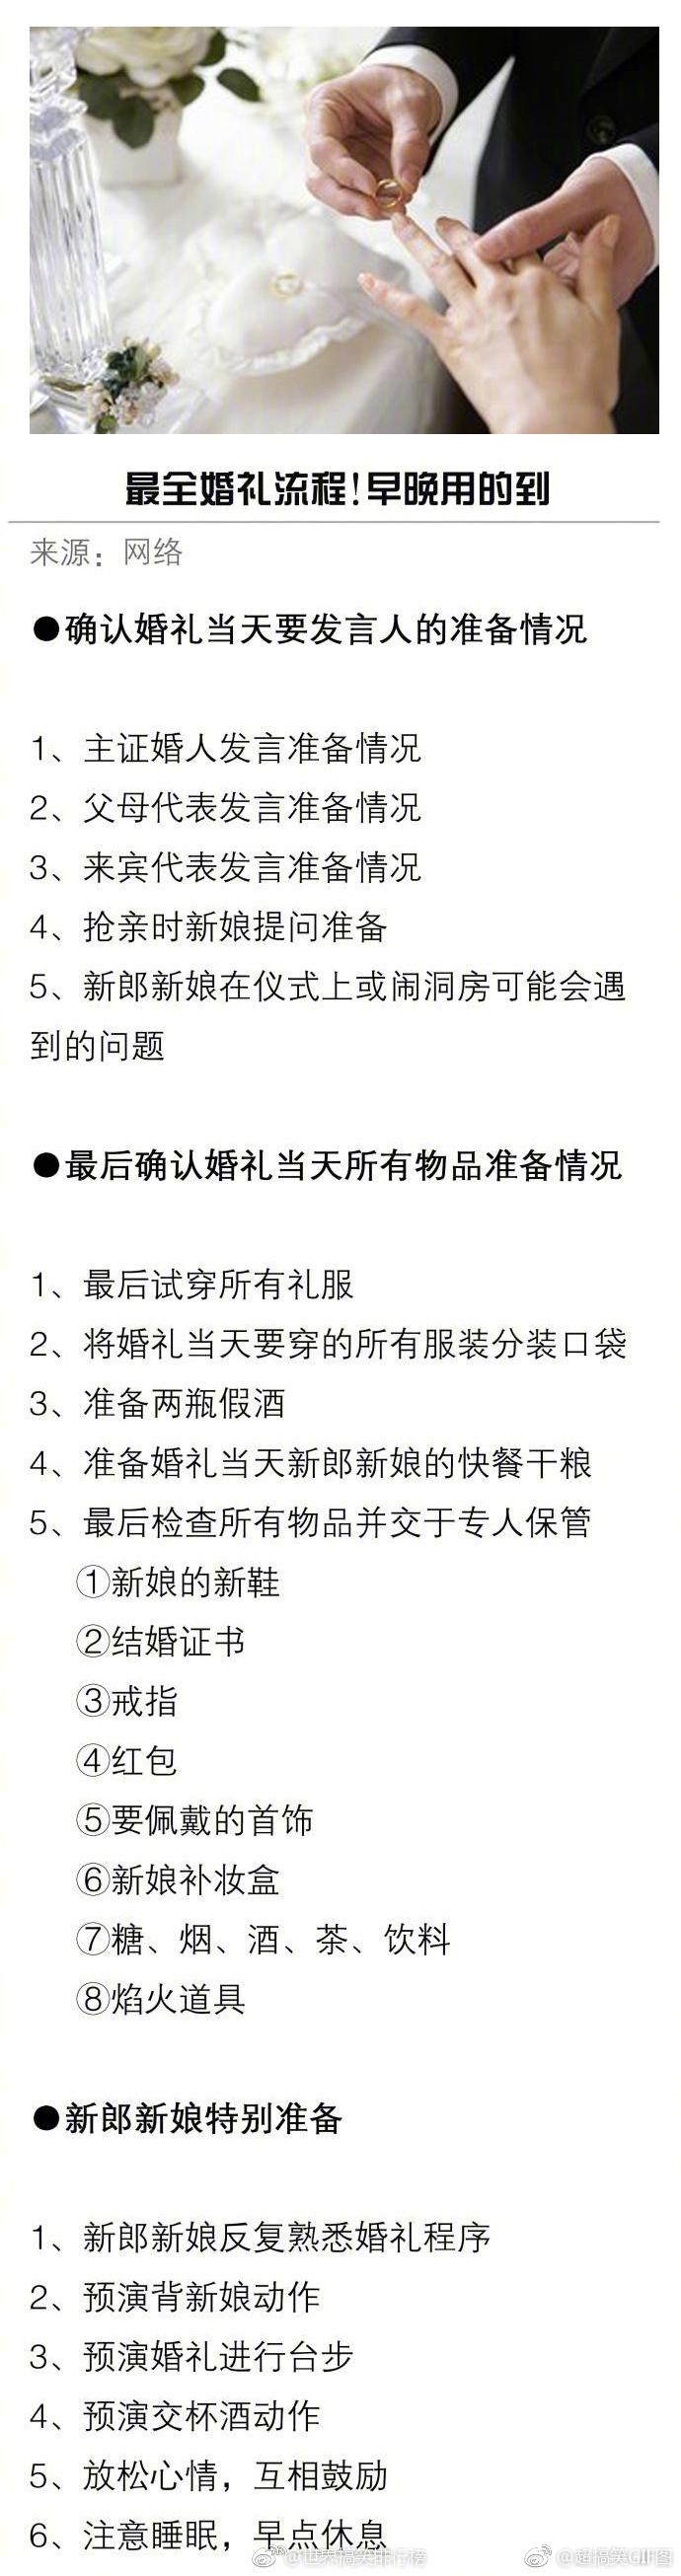 最全婚礼流程!早晚用的到
来源：网络
●确认婚礼当天要发言人的准备情况
1、主证婚人发言准备情况
2、父母代表发言准备情况
3、来宾代表发言准备情况
4、抢亲时新娘提问准备
5、新郎新娘在仪式上或闹洞房可能会遇
到的问题
●最后确认婚礼当天所有物品准备情况
1、最后试穿所有礼服
2、将婚礼当天要穿的所有服装分装口袋
3、准备两瓶假酒
4、准备婚礼当天新郎新娘的快餐干粮
5、最后检查所有物品并交于专人保管
①新娘的新鞋
②结婚证书
③戒指
④红包
⑤要佩戴的首饰
⑥新娘补妆盒
⑦糖、烟、酒、茶、饮料
⑧焰火道具
●新郎新娘特别准备
1、新郎新娘反复熟悉婚礼程序
2、预演背新娘动作
3、预演婚礼进行台步
4、预演交杯酒动作
5、放松心情，互相鼓励
6、注意睡眠，早点休息
@世界搞笑排行榜
@超搞笑GIF图